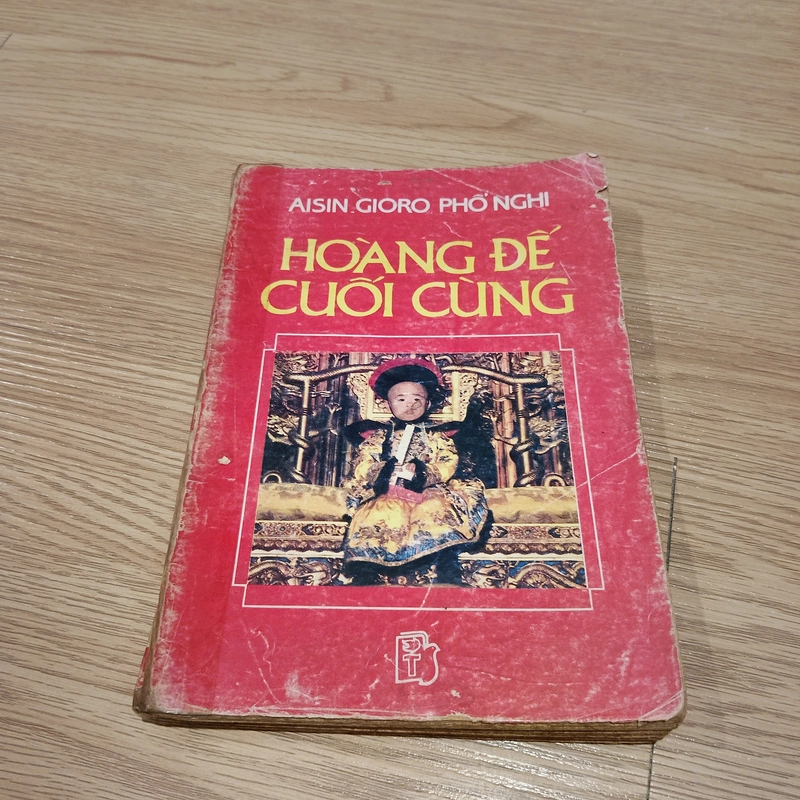 AISIN GIORO PHỔ NGHI
HOÀNG ĐẾ
CUỐI CÙNG